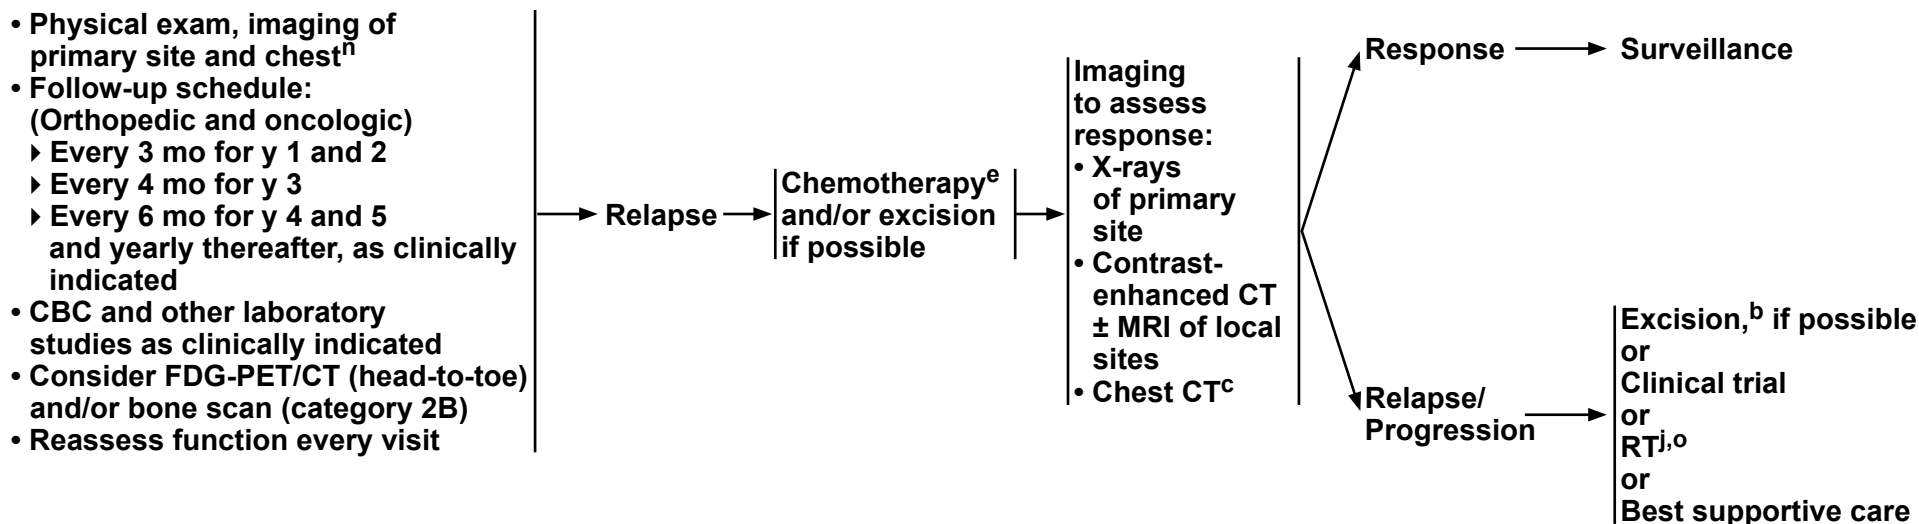 • Physical exam, imaging of
primary site and chestⁿ
• Follow-up schedule:
(Orthopedic and oncologic)
▸ Every 3 mo for y 1 and 2
▸ Every 4 mo for y 3
▸ Every 6 mo for y 4 and 5
and yearly thereafter, as clinically
indicated
• CBC and other laboratory
studies as clinically indicated
• Consider FDG-PET/CT (head-to-toe)
and/or bone scan (category 2B)
• Reassess function every visit
Relapse
Chemotherapyᵉ
and/or excision
if possible
Imaging
to assess
response:
• X-rays
of primary
site
• Contrast-
enhanced CT
± MRI of local
sites
• Chest CTᶜ
Response
Surveillance
Relapse/
Progression
Excision,ᵇ if possible
or
Clinical trial
or
RTʲ,ᵒ
or
Best supportive care